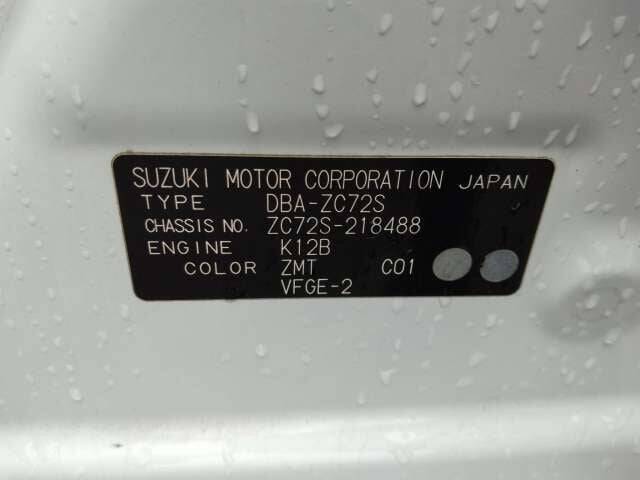 SUZUKI MOTOR CORPORATION JAPAN
TYPE DBA-ZC72S
CHASSIS NO. ZC72S-218488
ENGINE K12B
COLOR ZMT C01
VFGE-2